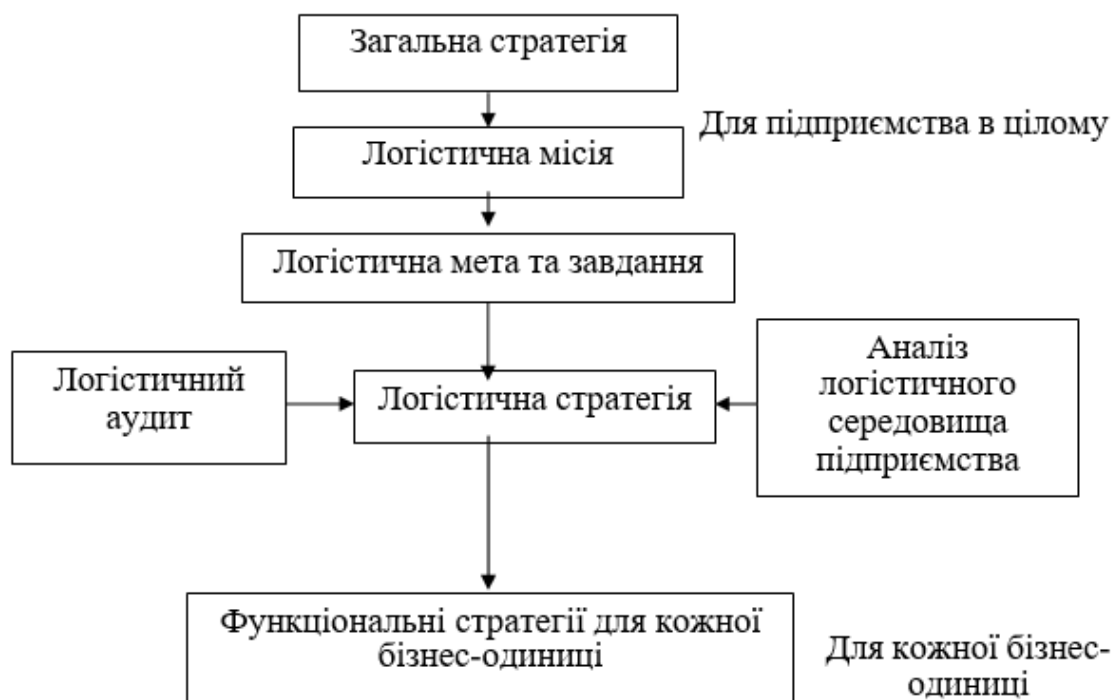 Загальна стратегія
Для підприємства в цілому
Логістична місія
Логістична мета та завдання
Логістичний
аудит
Логістична стратегія
Аналіз
логістичного
середовища
підприємства
Функціональні стратегії для кожної
бізнес-одиниці
Для кожної бізнес-
одиниці